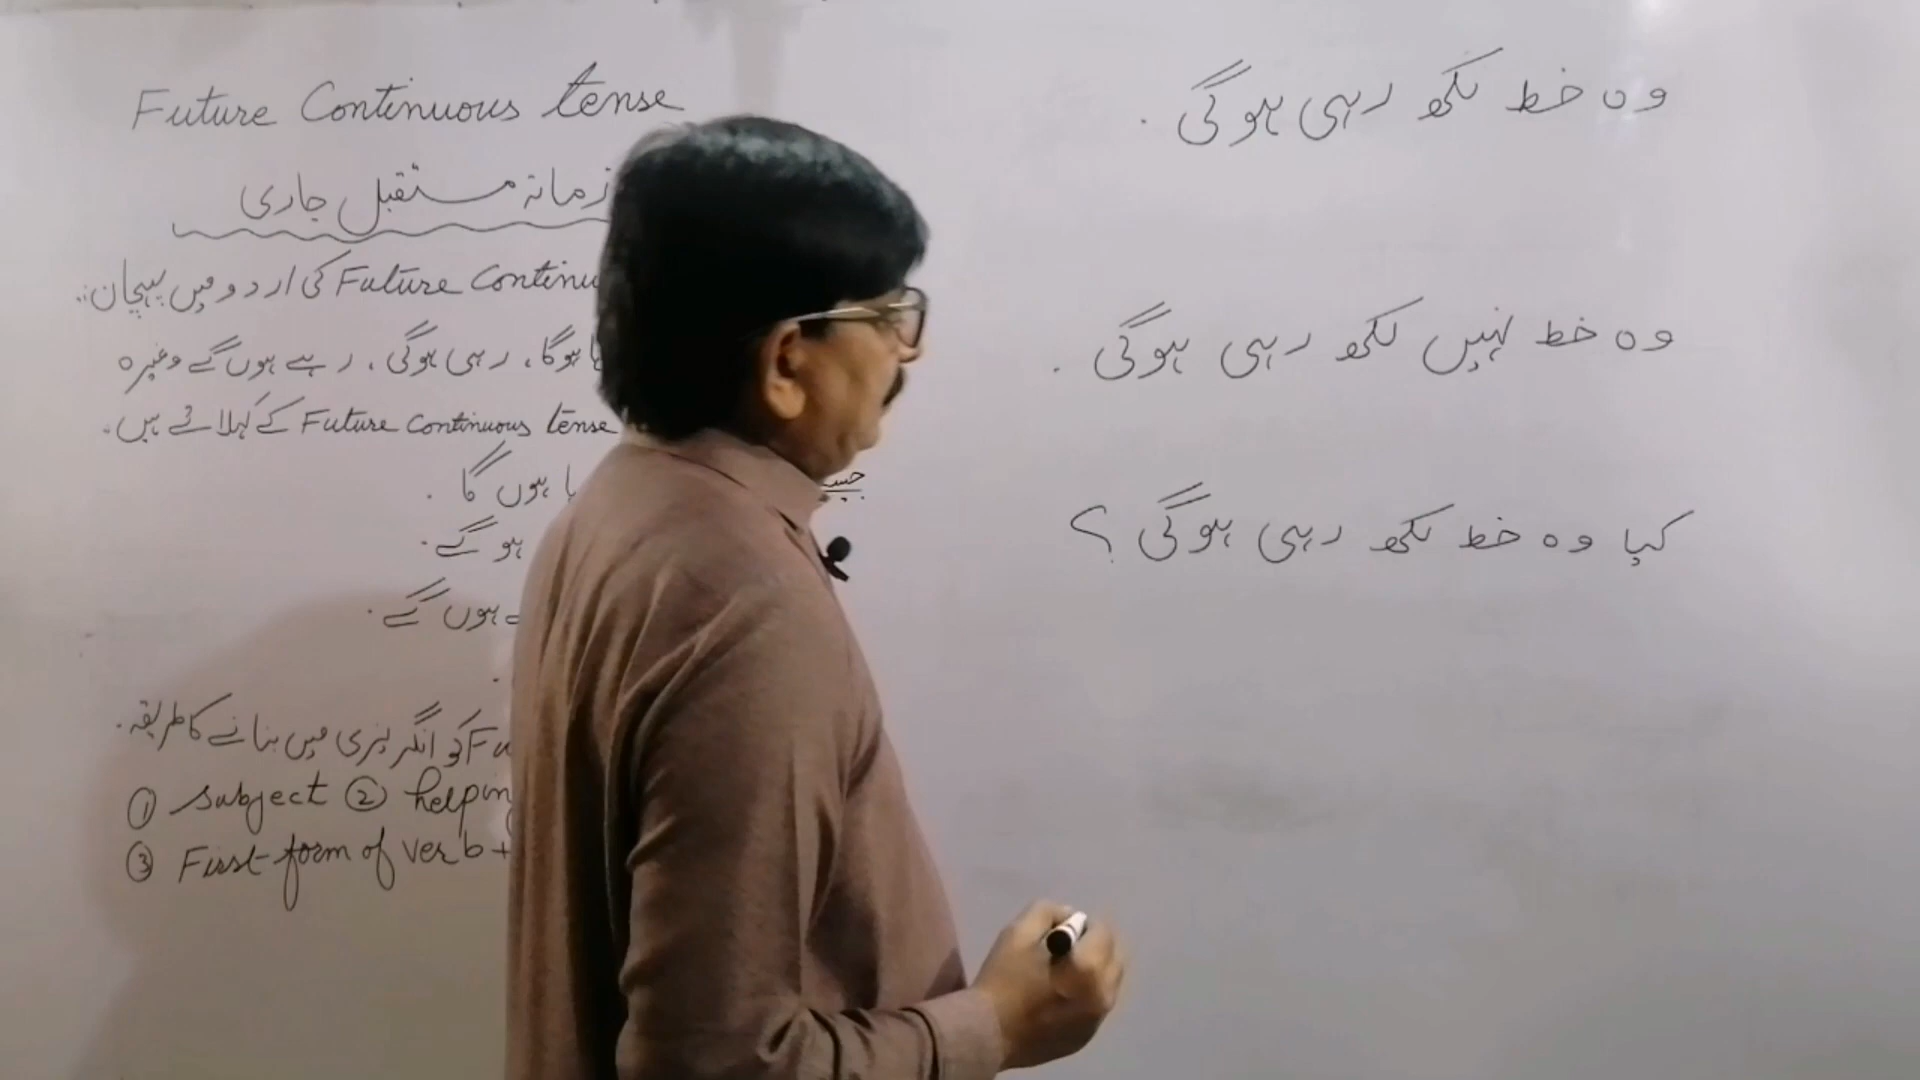 Future Continuous tense
زمانہ مستقبل جاری
Future Continu کی اردو میں پہچان:
ہوگا، رہی ہوگی، رہے ہوں گے وغیرہ
Future Continuous tense کے کہلاتے ہیں۔
جیسے ہوں گا۔
ہو گے۔
ہوں گے۔
Fu کو انگریزی میں بنانے کا طریقہ۔
① subject ② helpin
③ First form of verb +
وہ خط لکھ رہی ہوگی۔
وہ خط نہیں لکھ رہی ہوگی۔
کیا وہ خط لکھ رہی ہوگی؟